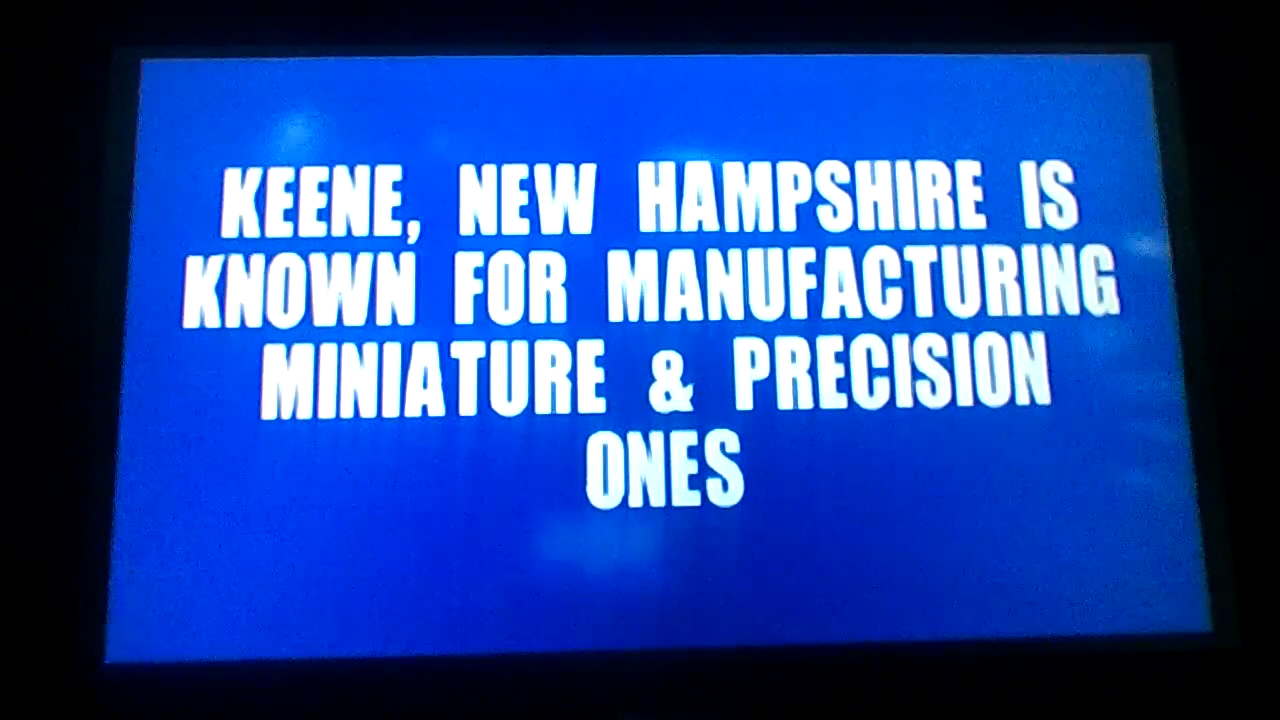 KEENE, NEW HAMPSHIRE IS
KNOWN FOR MANUFACTURING
MINIATURE & PRECISION
ONES